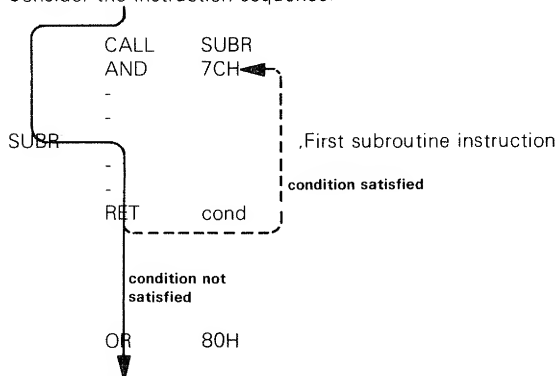 Consider the instruction sequence:
CALL SUBR
AND 7CH
-
-
SUBR ,First subroutine instruction
-
-
condition satisfied
RET cond
condition not
satisfied
OR 80H